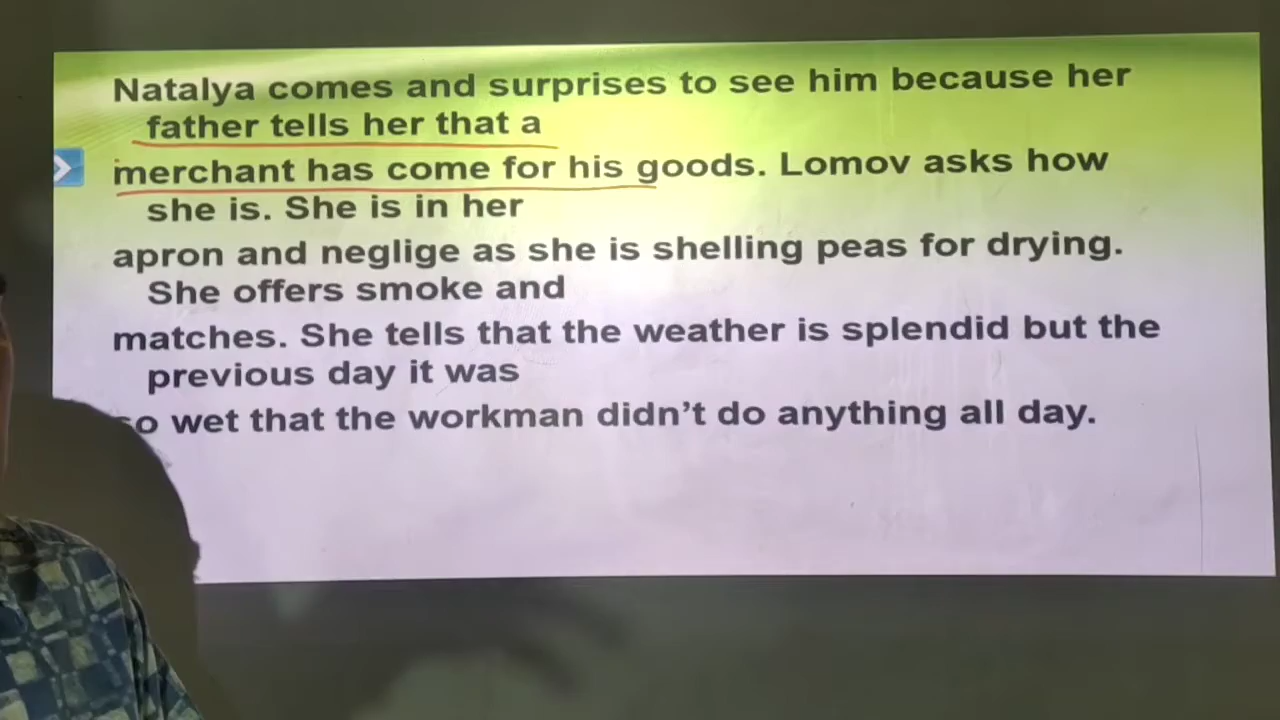 Natalya comes and surprises to see him because her
father tells her that a
merchant has come for his goods. Lomov asks how
she is. She is in her
apron and neglige as she is shelling peas for drying.
She offers smoke and
matches. She tells that the weather is splendid but the
previous day it was
so wet that the workman didn't do anything all day.